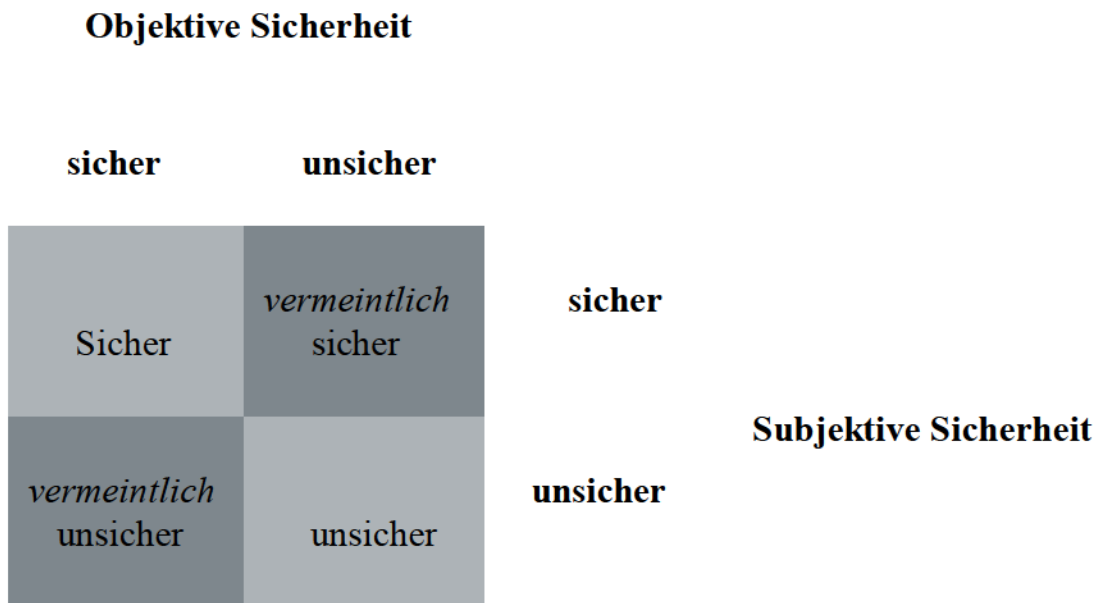 Objektive Sicherheit
sicher unsicher
vermeintlich
sicher
Sicher
sicher
Subjektive Sicherheit
vermeintlich
unsicher
unsicher
unsicher